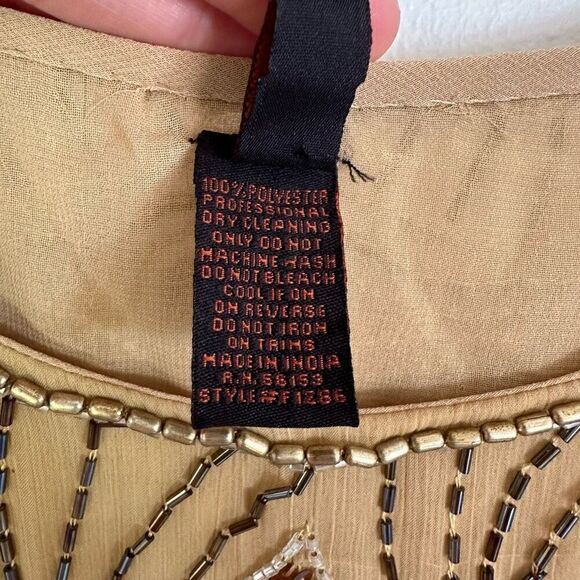 100% POLYESTER
PROFESSIONAL
DRY CLEANING
ONLY DO NOT
MACHINE WASH
DO NOT BLEACH
COOL IF ON
ON REVERSE
DO NOT IRON
ON TRIMS
MADE IN INDIA
R.N. 56153
STYLE#F1286